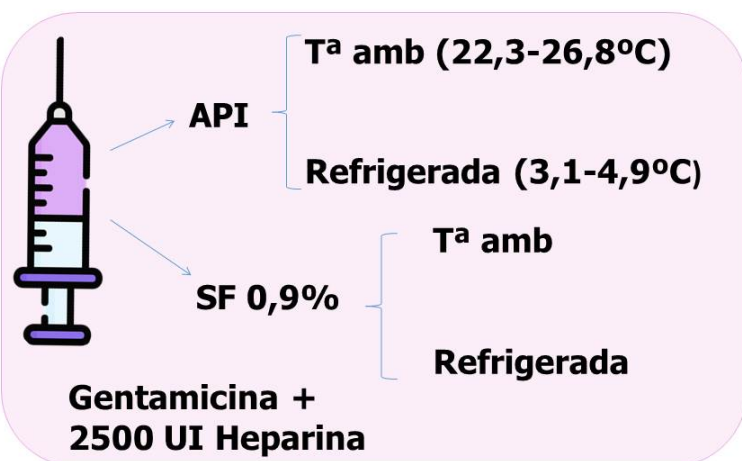 Tª amb (22,3-26,8ºC)
API
Refrigerada (3,1-4,9ºC)
Tª amb
SF 0,9%
Refrigerada
Gentamicina +
2500 UI Heparina